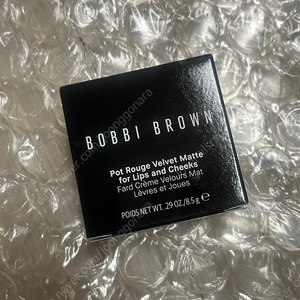 BOBBI BROWN
Pot Rouge Velvet Matte
for Lips and Cheeks
Fard Crème Velours Mat
Lèvres et Joues
POIDS NET WT. .29 OZ./8.5 g